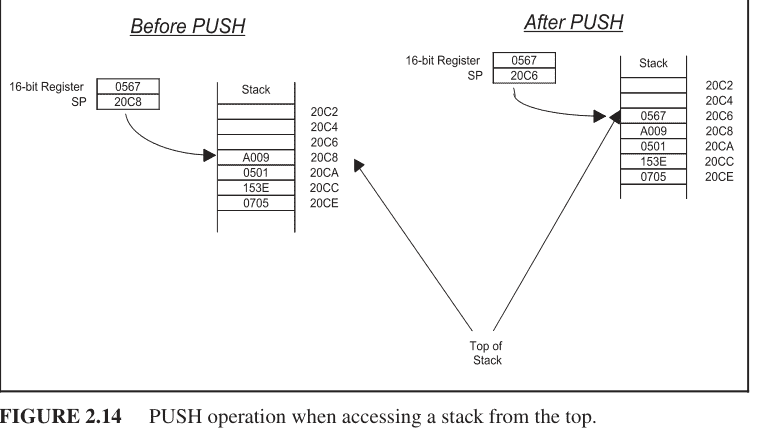 Before PUSH
After PUSH
16-bit Register 0567
SP 20C8
Stack
20C2
20C4
20C6
A009 20C8
0501 20CA
153E 20CC
0705 20CE
16-bit Register 0567
SP 20C6
Stack
20C2
20C4
0567 20C6
A009 20C8
0501 20CA
153E 20CC
0705 20CE
Top of
Stack
FIGURE 2.14 PUSH operation when accessing a stack from the top.